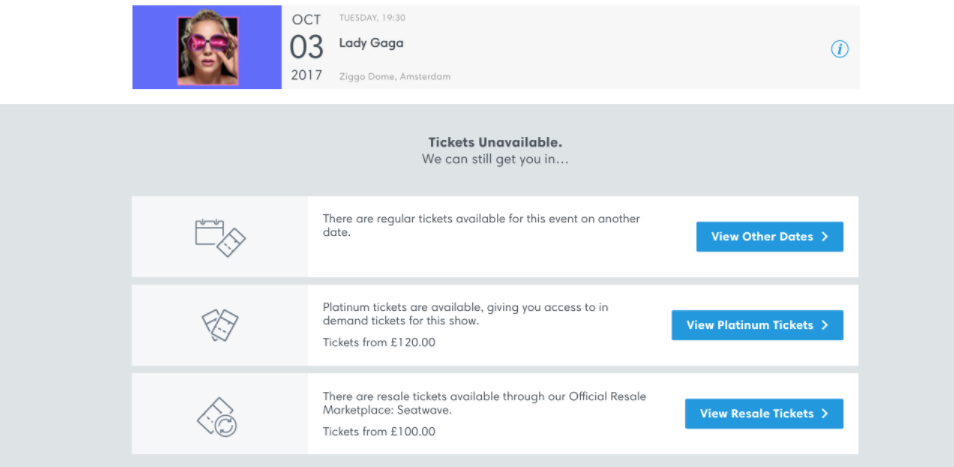 OCT
03
2017
TUESDAY, 19:30
Lady Gaga
Ziggo Dome, Amsterdam
i
Tickets Unavailable.
We can still get you in...
There are regular tickets available for this event on another
date.
View Other Dates
Platinum tickets are available, giving you access to in
demand tickets for this show.
Tickets from £120.00
View Platinum Tickets
There are resale tickets available through our Official Resale
Marketplace: Seatwave.
Tickets from £100.00
View Resale Tickets